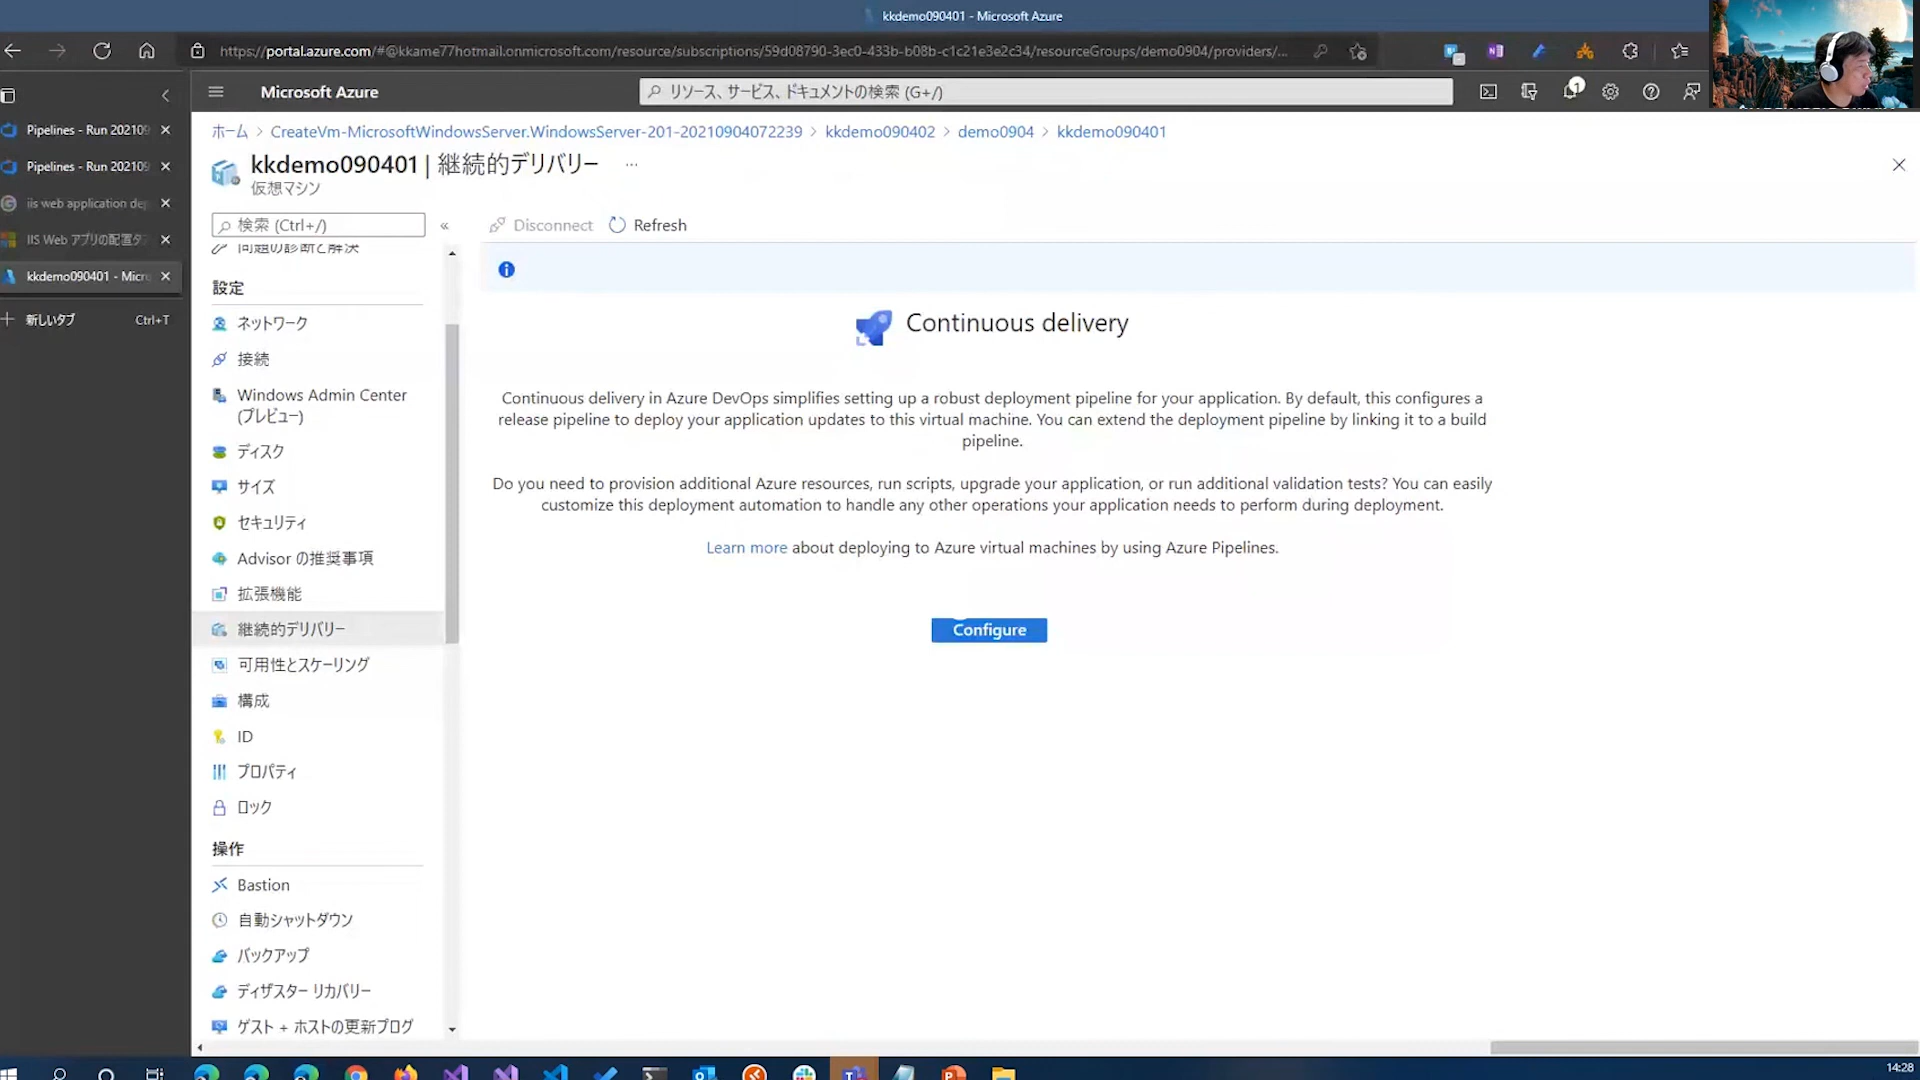 kkdemo090401 - Microsoft Azure
https://portal.azure.com/#@kkame77hotmail.onmicrosoft.com/resource/subscriptions/59d08790-3ec0-433b-b08b-c1c21e3e2c34/resourceGroups/demo0904/providers/...
Microsoft Azure
リソース、サービス、ドキュメントの検索 (G+/)
1
Pipelines - Run 202109
Pipelines - Run 202109
iis web application de
IIS Web アプリの配置タ
kkdemo090401 - Micro
新しいタブ Ctrl+T
ホーム > CreateVm-MicrosoftWindowsServer.WindowsServer-201-20210904072239 > kkdemo090402 > demo0904 > kkdemo090401
kkdemo090401 | 継続的デリバリー ...
仮想マシン
検索 (Ctrl+/)
«
Disconnect
Refresh
問題の診断と解決
設定
ネットワーク
接続
Windows Admin Center
(プレビュー)
ディスク
サイズ
セキュリティ
Advisor の推奨事項
拡張機能
継続的デリバリー
可用性とスケーリング
構成
ID
プロパティ
ロック
操作
Bastion
自動シャットダウン
バックアップ
ディザスター リカバリー
ゲスト + ホストの更新プログ
Continuous delivery
Continuous delivery in Azure DevOps simplifies setting up a robust deployment pipeline for your application. By default, this configures a
release pipeline to deploy your application updates to this virtual machine. You can extend the deployment pipeline by linking it to a build
pipeline.
Do you need to provision additional Azure resources, run scripts, upgrade your application, or run additional validation tests? You can easily
customize this deployment automation to handle any other operations your application needs to perform during deployment.
Learn more about deploying to Azure virtual machines by using Azure Pipelines.
Configure
14:28